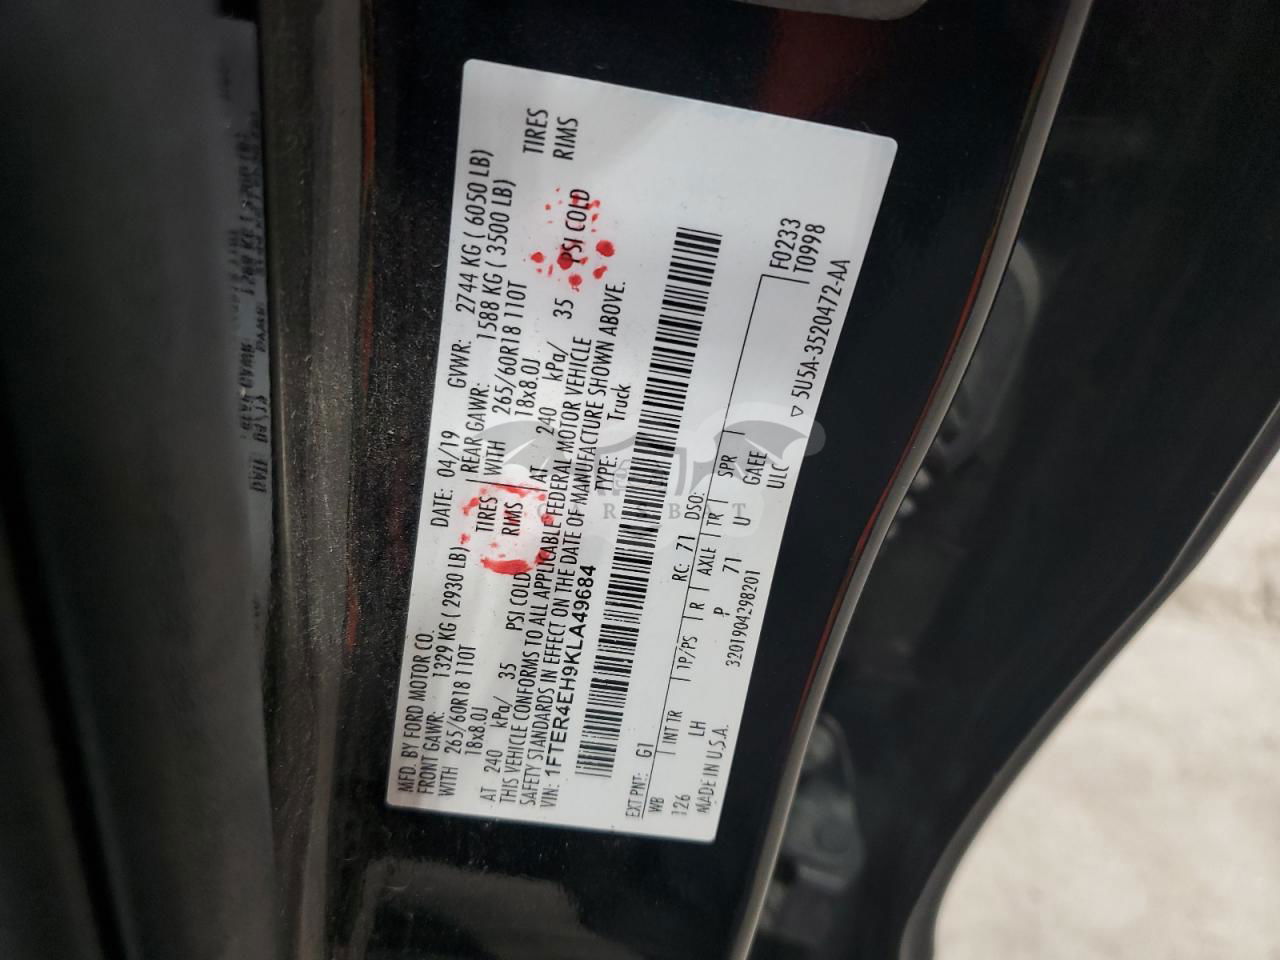 MFD. BY FORD MOTOR CO.
DATE: 04/19 GVWR: 2744 KG ( 6050 LB)
FRONT GAWR: 1329 KG ( 2930 LB) REAR GAWR: 1588 KG ( 3500 LB)
WITH 265/60R18 110T TIRES WITH 265/60R18 110T TIRES
18x8.0J RIMS 18x8.0J RIMS
AT 240 kPa/ 35 PSI COLD AT 240 kPa/ 35 PSI COLD
THIS VEHICLE CONFORMS TO ALL APPLICABLE FEDERAL MOTOR VEHICLE
SAFETY STANDARDS IN EFFECT ON THE DATE OF MANUFACTURE SHOWN ABOVE.
VIN: 1FTER4EH9KLA49684 TYPE: Truck
EXT PNT: G1 RC: 71 DSO: F0233
WB INT TR TP/PS R AXLE TR SPR T0998
126 LH P 71 U GAEE
MADE IN U.S.A. 3201904298201 ULC 5U5A-3520472-AA
CARSBAT